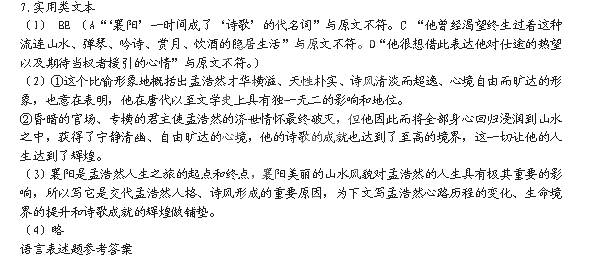 7.实用类文本
（1） BE （A“‘襄阳’一时间成了‘诗歌’的代名词”与原文不符。C “他曾经渴望终生过着这种
流连山水、弹琴、吟诗、赏月、饮酒的隐居生活”与原文不符。D“他很想借此表达他对仕途的热望
以及期待当权者援引的心情”与原文不符。）
（2）①这个比喻形象地概括出孟浩然才华横溢、天性朴实、诗风清淡而超逸、心境自由而旷达的形
象，也意在表明，他在唐代以至文学史上具有独一无二的影响和地位。
②昏暗的官场、专横的君主使孟浩然的济世情怀最终破灭，但他因此而将全部身心回归浸润到山水
之中，获得了宁静清幽、自由旷达的心境，他的诗歌的成就也达到了至高的境界，这一切让他的人
生达到了辉煌。
（3）襄阳是孟浩然人生之旅的起点和终点，襄阳美丽的山水风貌对孟浩然的人生具有极其重要的影
响，所以写它是交代孟浩然人格、诗风形成的重要原因，为下文写孟浩然心路历程的变化、生命境
界的提升和诗歌成就的辉煌做铺垫。
（4）略
语言表述题参考答案